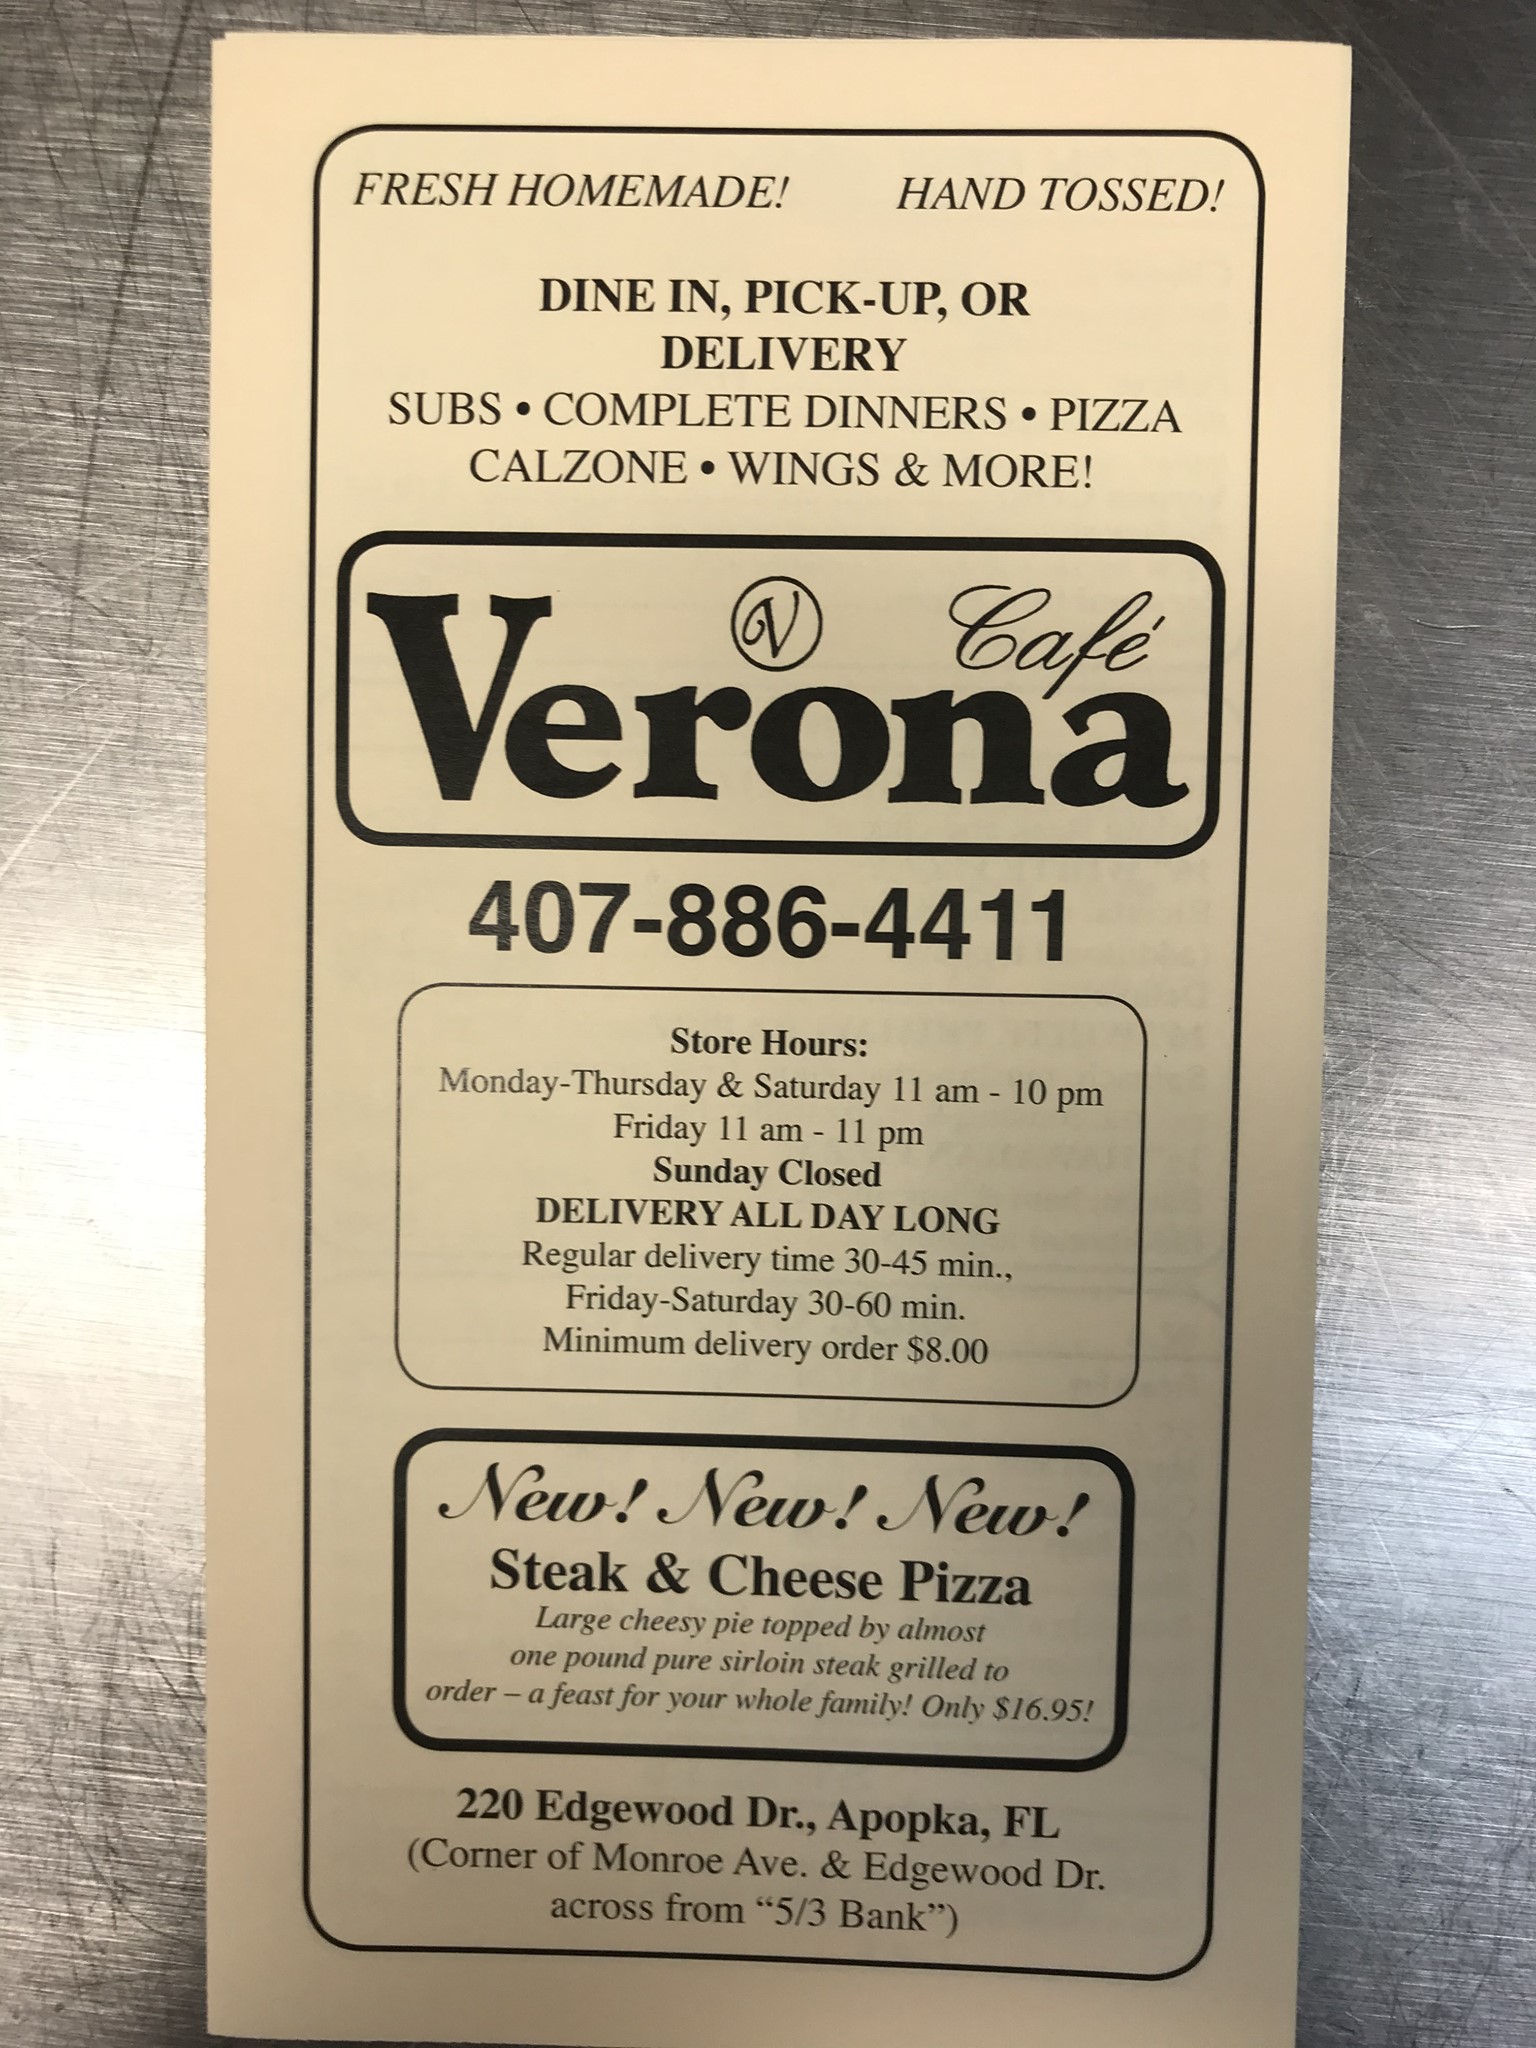 FRESH HOMEMADE! HAND TOSSED!
DINE IN, PICK-UP, OR
DELIVERY
SUBS • COMPLETE DINNERS • PIZZA
CALZONE • WINGS & MORE!
V Café
Verona
407-886-4411
Store Hours:
Monday-Thursday & Saturday 11 am - 10 pm
Friday 11 am - 11 pm
Sunday Closed
DELIVERY ALL DAY LONG
Regular delivery time 30-45 min.,
Friday-Saturday 30-60 min.
Minimum delivery order $8.00
New! New! New!
Steak & Cheese Pizza
Large cheesy pie topped by almost
one pound pure sirloin steak grilled to
order – a feast for your whole family! Only $16.95!
220 Edgewood Dr., Apopka, FL
(Corner of Monroe Ave. & Edgewood Dr.
across from “5/3 Bank”)